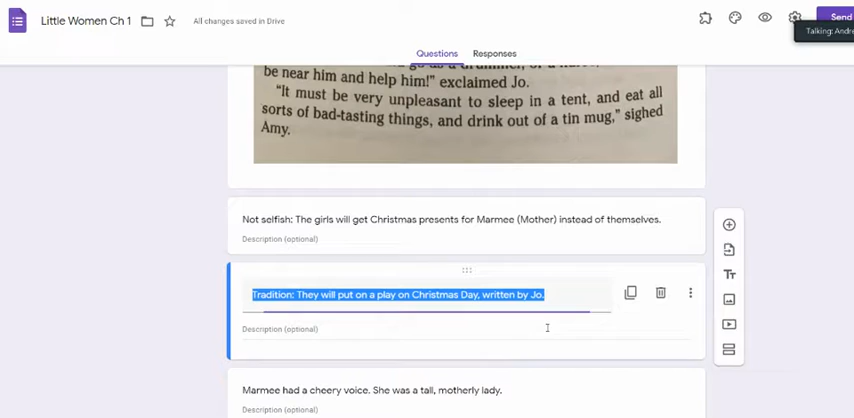 Little Women Ch 1
All changes saved in Drive
Send
Talking: Andre
Questions
Responses
be near him and help him!" exclaimed Jo.
"It must be very unpleasant to sleep in a tent, and eat all
sorts of bad-tasting things, and drink out of a tin mug," sighed
Amy.
Not selfish: The girls will get Christmas presents for Marmee (Mother) instead of themselves.
Description (optional)
Tradition: They will put on a play on Christmas Day, written by Jo.
Description (optional)
Tт
Marmee had a cheery voice. She was a tall, motherly lady.
Description (optional)